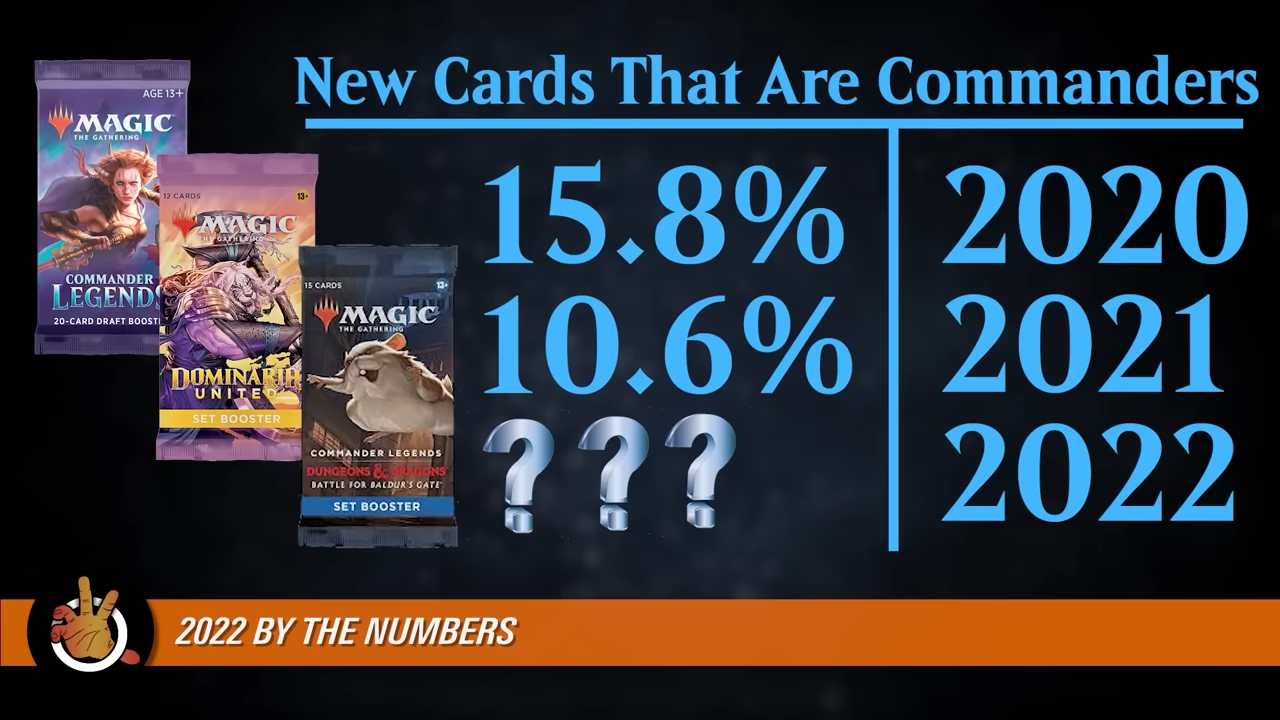 New Cards That Are Commanders
15.8% 2020
10.6% 2021
??? 2022
AGE 13+
MAGIC
THE GATHERING
COMMANDER
LEGENDS
20-CARD DRAFT BOOST
12 CARDS 13+
MAGIC
THE GATHERING
DOMINARIA
UNITED
SET BOOSTER
15 CARDS 13+
MAGIC
THE GATHERING
COMMANDER LEGENDS
DUNGEONS & DRAGONS
BATTLE FOR BALDUR'S GATE
SET BOOSTER
2022 BY THE NUMBERS